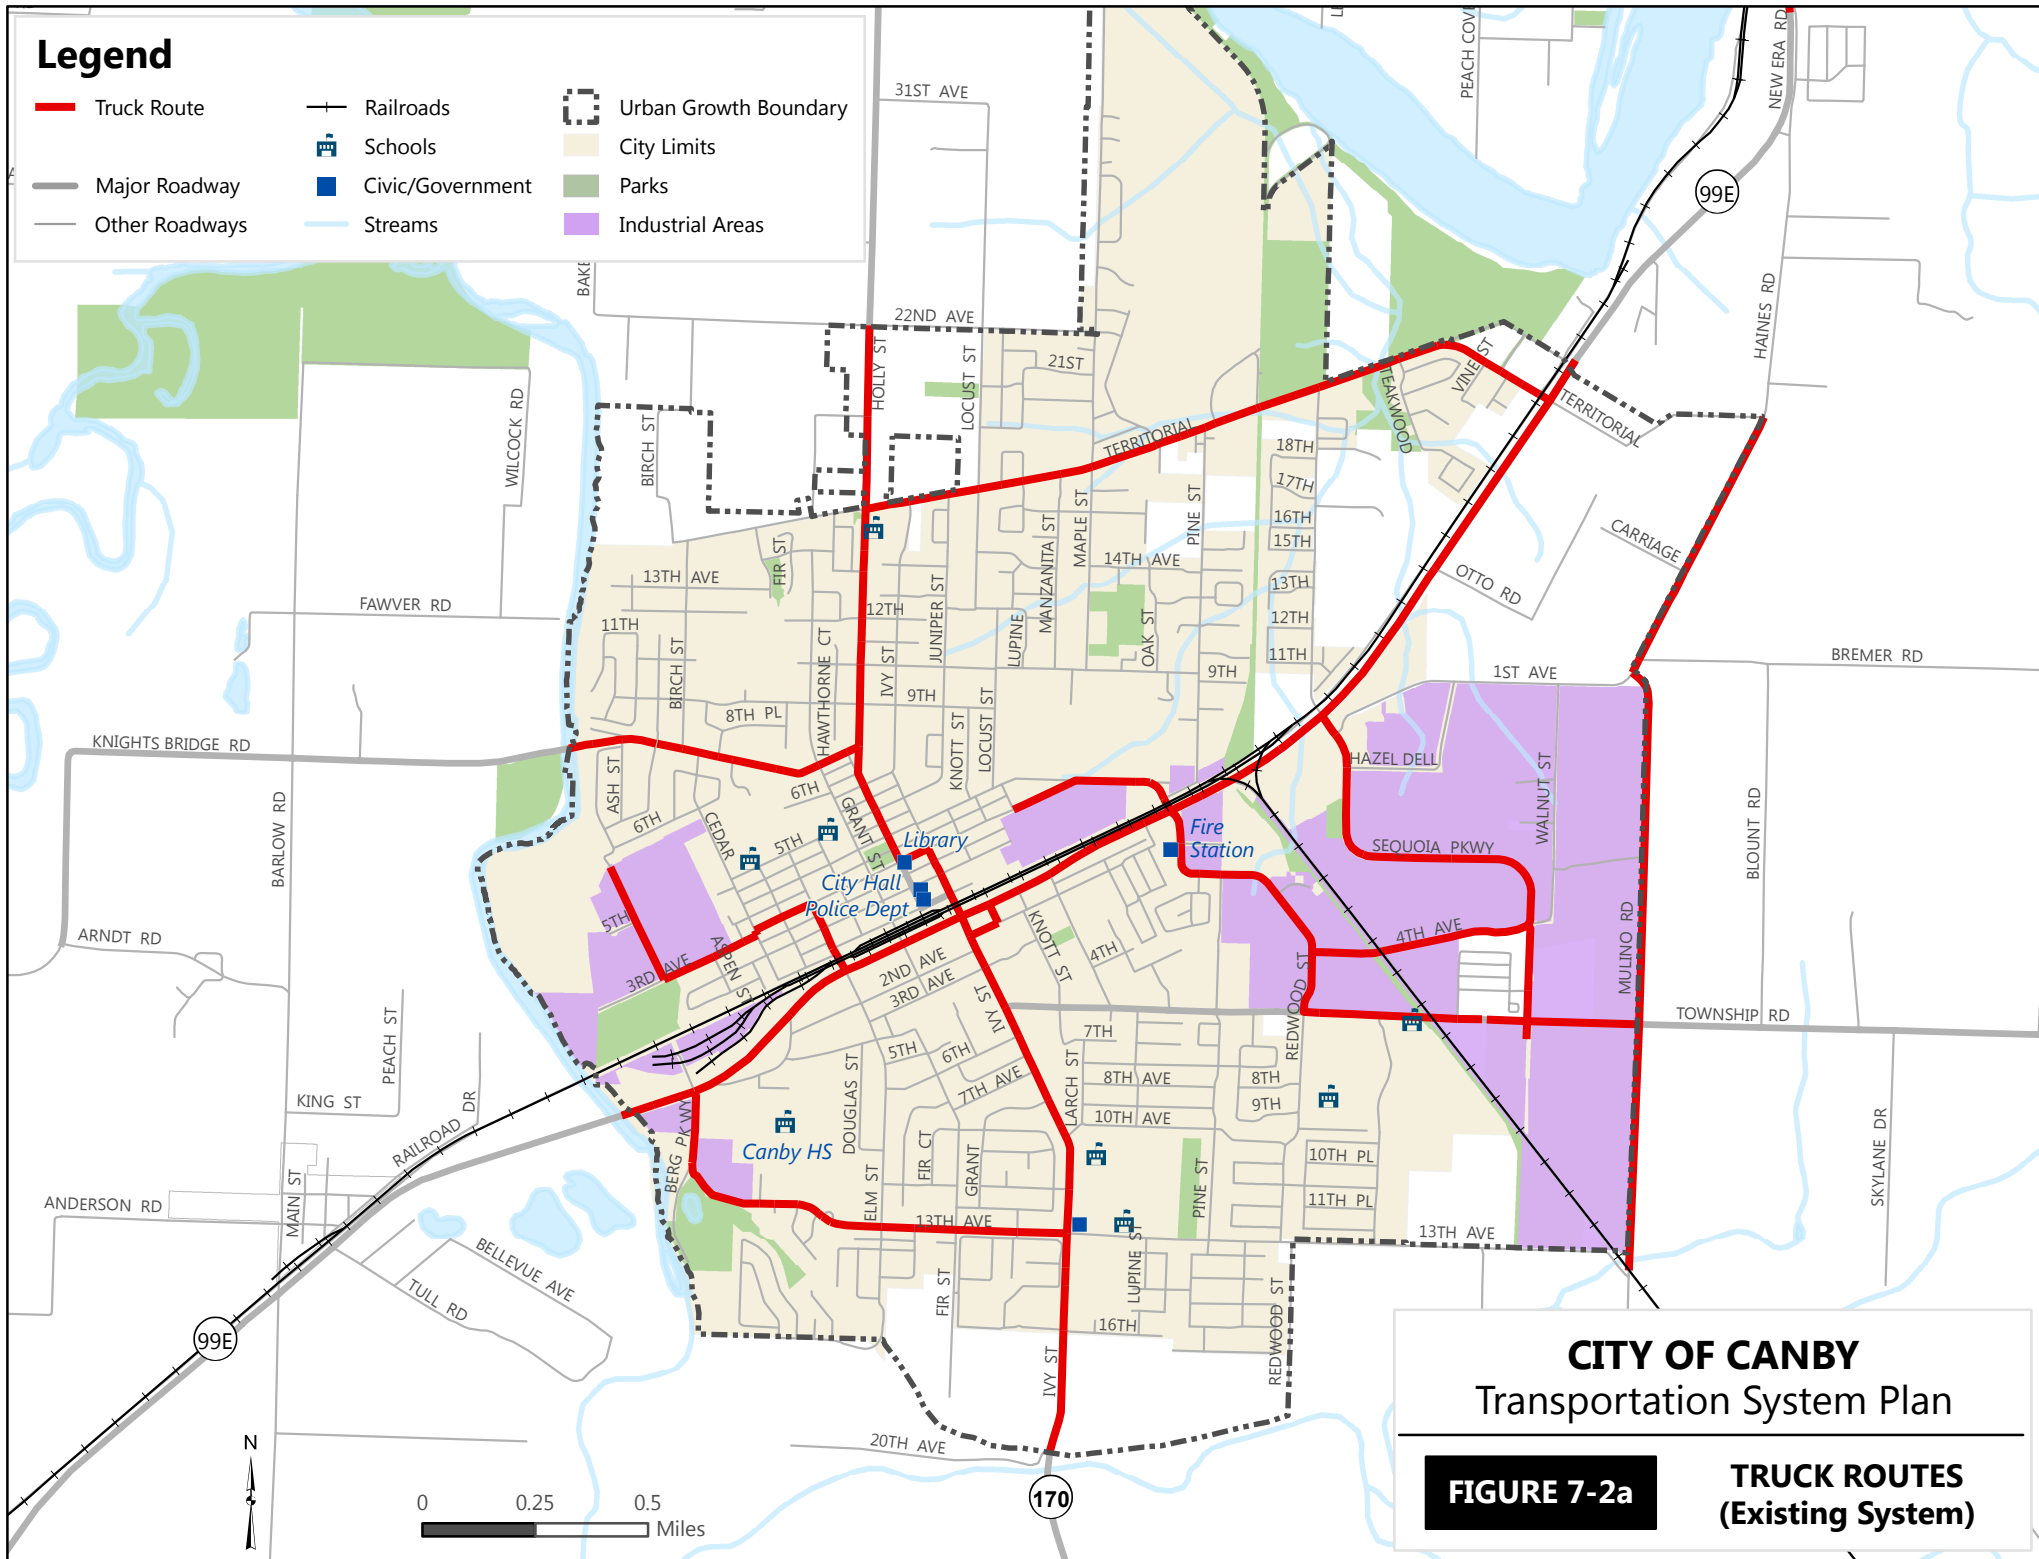 Legend
Truck Route
Major Roadway
Other Roadways
Railroads
Schools
Civic/Government
Streams
Urban Growth Boundary
City Limits
Parks
Industrial Areas
31ST AVE
PEACH COV
NEW ERA RD
99E
BAKE
22ND AVE
HOLLY ST
LOCUST ST
21ST
HAINES RD
VINE ST
TEAKWOOD
TERRITORIAL
TERRITORIAL
WILCOCK RD
BIRCH ST
18TH
17TH
16TH
15TH
13TH
12TH
11TH
PINE ST
MAPLE ST
MANZANITA ST
14TH AVE
CARRIAGE
OTTO RD
FIR ST
13TH AVE
FAWVER RD
11TH
12TH
JUNIPER ST
LUPINE
OAK ST
HAWTHORNE CT
IVY ST
BIRCH ST
9TH
9TH
1ST AVE
BREMER RD
8TH PL
KNOTT ST
LOCUST ST
KNIGHTS BRIDGE RD
ASH ST
6TH
HAZEL DELL
WALNUT ST
BARLOW RD
6TH
CEDAR
5TH
GRANT ST
Library
Fire
Station
SEQUOIA PKWY
BLOUNT RD
City Hall
Police Dept
5TH
ARNDT RD
3RD AVE
ASPEN ST
2ND AVE
3RD AVE
KNOTT ST
4TH
4TH AVE
MULINO RD
REDWOOD ST
IVY ST
TOWNSHIP RD
PEACH ST
7TH
5TH
6TH
7TH AVE
DOUGLAS ST
LARCH ST
8TH AVE
8TH
9TH
10TH AVE
KING ST
RAILROAD DR
BERG PKWY
Canby HS
FIR CT
GRANT
10TH PL
11TH PL
PINE ST
SKYLANE DR
ELM ST
ANDERSON RD
MAIN ST
13TH AVE
13TH AVE
BELLEVUE AVE
TULL RD
FIR ST
LUPINE ST
REDWOOD ST
16TH
IVY ST
99E
20TH AVE
170
N
0 0.25 0.5
Miles
CITY OF CANBY
Transportation System Plan
FIGURE 7-2a
TRUCK ROUTES
(Existing System)